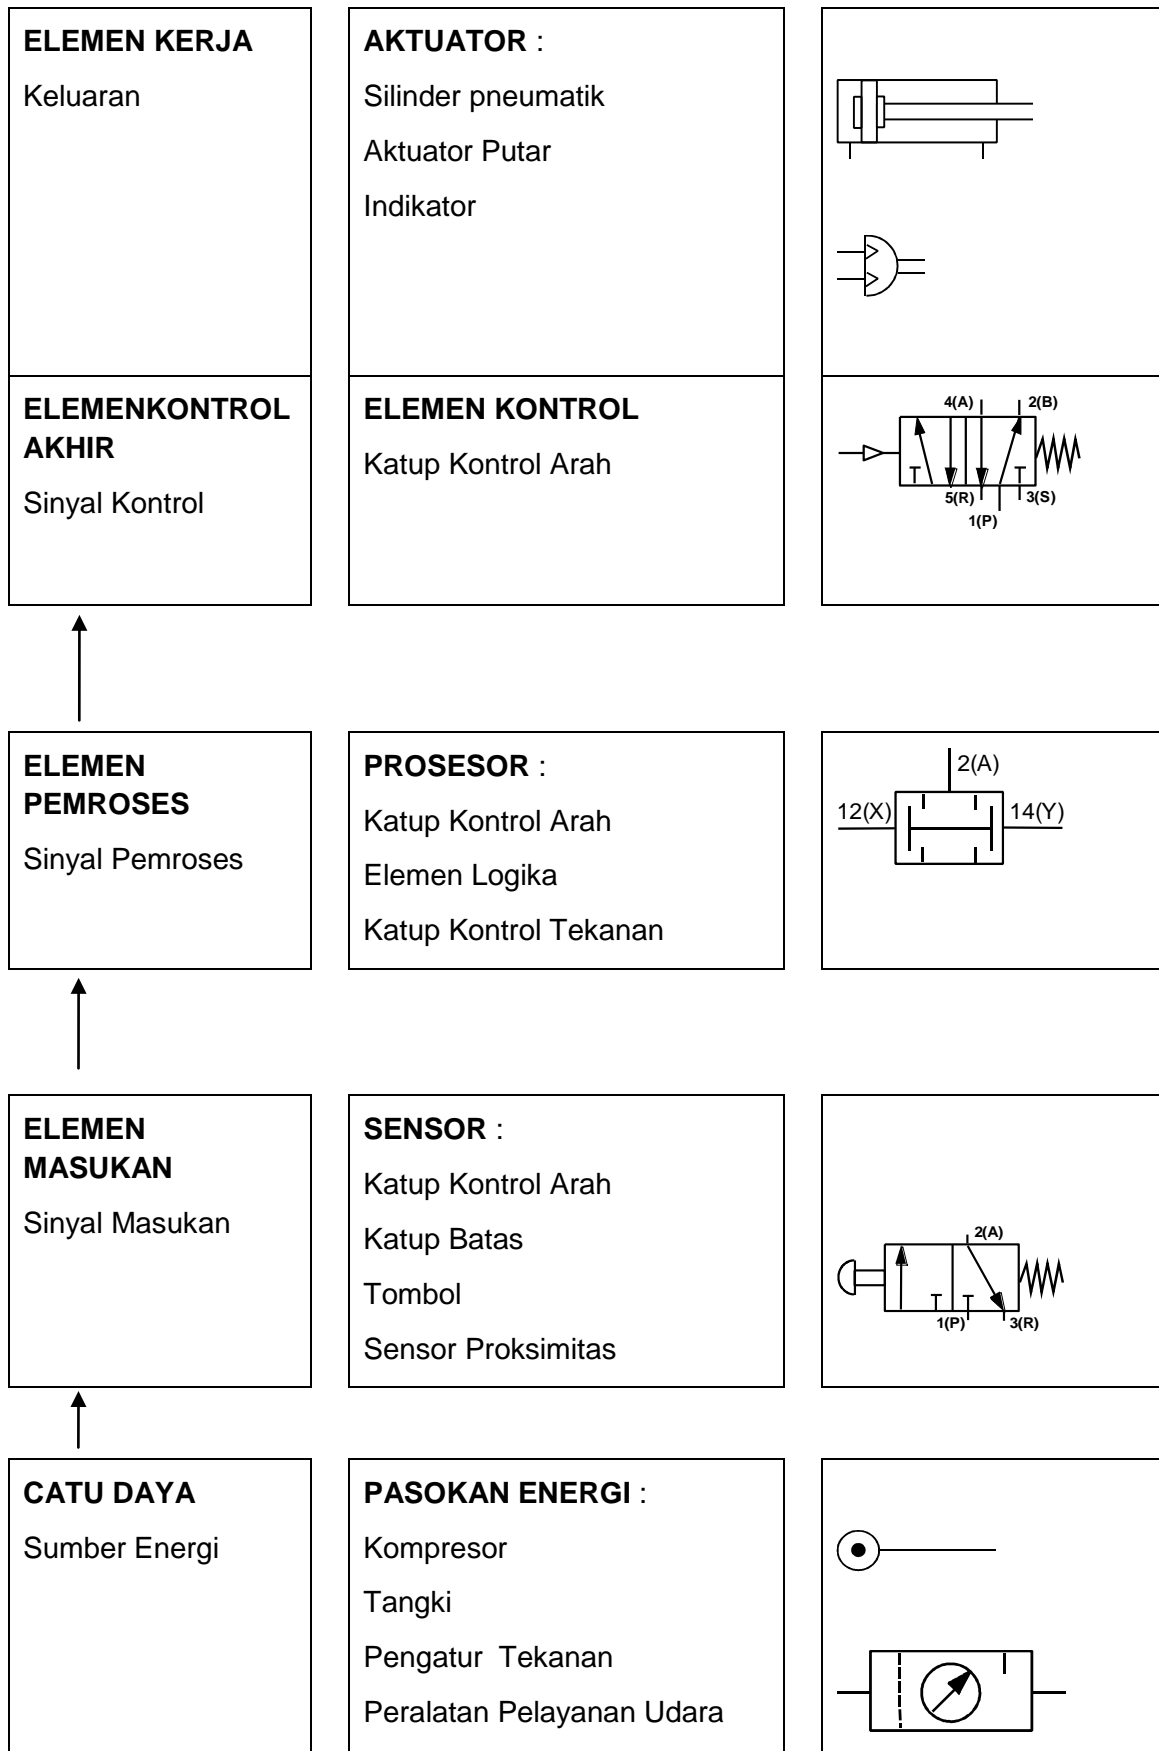 ELEMEN KERJA
Keluaran
AKTUATOR :
Silinder pneumatik
Aktuator Putar
Indikator
ELEMENKONTROL
AKHIR
Sinyal Kontrol
ELEMEN KONTROL
Katup Kontrol Arah
4(A)
2(B)
5(R)
3(S)
1(P)
ELEMEN
PEMROSES
Sinyal Pemroses
PROSESOR :
Katup Kontrol Arah
Elemen Logika
Katup Kontrol Tekanan
2(A)
12(X)
14(Y)
ELEMEN
MASUKAN
Sinyal Masukan
SENSOR :
Katup Kontrol Arah
Katup Batas
Tombol
Sensor Proksimitas
2(A)
1(P)
3(R)
CATU DAYA
Sumber Energi
PASOKAN ENERGI :
Kompresor
Tangki
Pengatur  Tekanan
Peralatan Pelayanan Udara